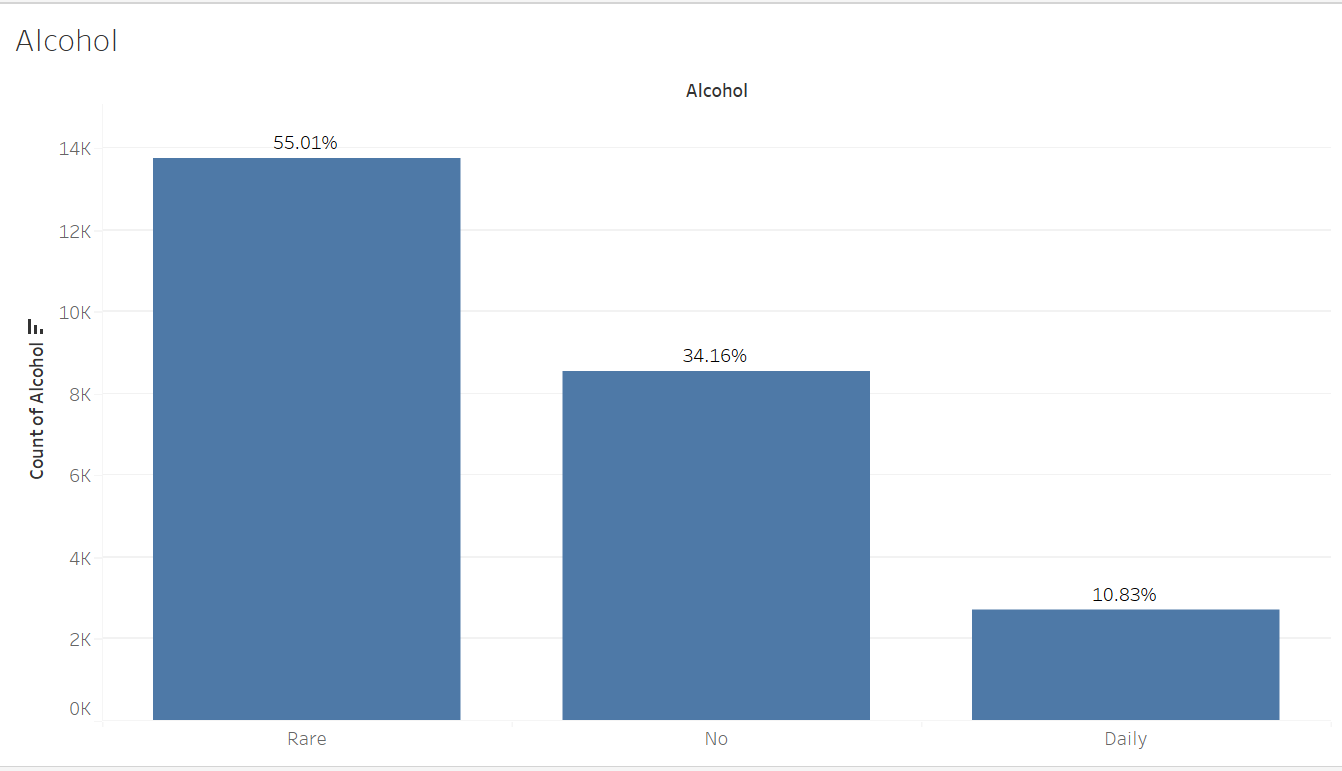 Alcohol
Alcohol
55.01%
34.16%
10.83%
14K
12K
10K
8K
6K
4K
2K
0K
Count of Alcohol
Rare
No
Daily